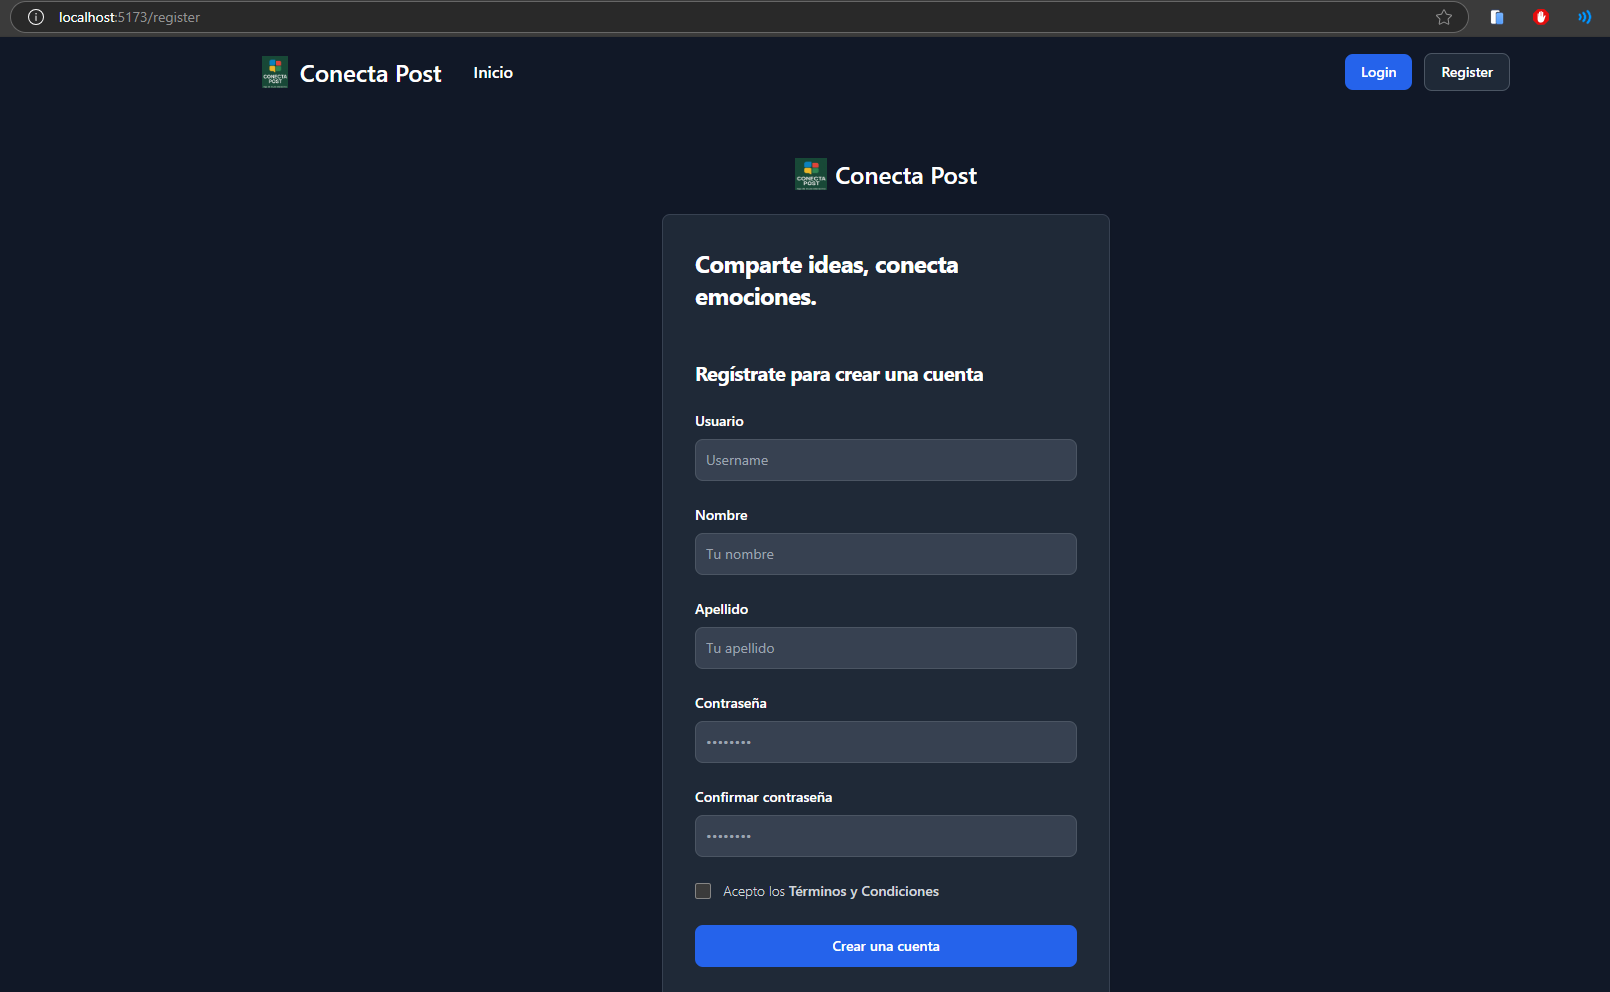 localhost:5173/register
CONECTA
POST
Conecta Post
Inicio
Login
Register
CONECTA
POST
Conecta Post
Comparte ideas, conecta
emociones.
Regístrate para crear una cuenta
Usuario
Username
Nombre
Tu nombre
Apellido
Tu apellido
Contraseña
••••••••
Confirmar contraseña
••••••••
Acepto los Términos y Condiciones
Crear una cuenta